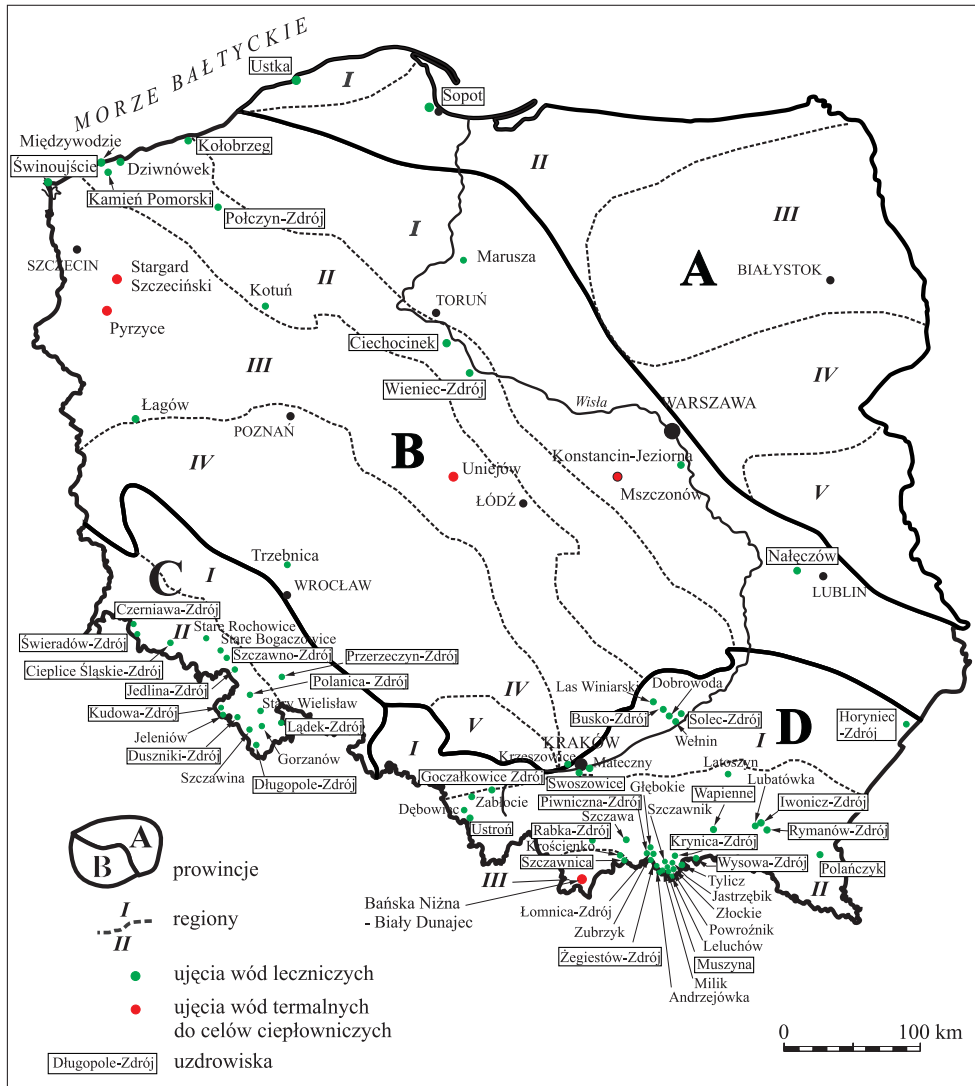 MORZE BAŁTYCKIE
Ustka
I
Sopot
Międzywodzie
Kołobrzeg
Świnoujście
Dziwnówek
Kamień Pomorski
Połczyn-Zdrój
II
III
I
A
SZCZECIN
Stargard
Szczeciński
Kotuń
II
Marusza
BIAŁYSTOK
Pyrzyce
TORUŃ
Ciechocinek
III
Wieniec-Zdrój
IV
Wisła
WARSZAWA
Łagów
POZNAŃ
B
IV
Uniejów
Konstancin-Jeziorna
Mszczonów
ŁÓDŹ
V
Nałęczów
LUBLIN
Trzebnica
C
I
WROCŁAW
Czerniawa-Zdrój
II
Stare Rochowice
Świeradów-Zdrój
Stare Bogaczowice
Szczawno-Zdrój
Przerzeczyn-Zdrój
Cieplice Śląskie-Zdrój
Jedlina-Zdrój
Polanica- Zdrój
Kudowa-Zdrój
Stary Wielisław
Lądek-Zdrój
Jeleniów
Duszniki-Zdrój
Gorzanów
Szczawina
Długopole-Zdrój
IV
V
I
Las Winiarski
Dobrowoda
Busko-Zdrój
Solec-Zdrój
Wełnin
D
I
Horyniec
-Zdrój
KRAKÓW
Krzeszowice
Mateczny
Swoszowice
Goczałkowice Zdrój
Latoszyn
Głębokie
Lubatówka
Dębowiec
Zabłocie
Piwniczna-Zdrój
Szczawnik
Wapienne
Iwonicz-Zdrój
Ustroń
Szczawa
Rabka-Zdrój
Krynica-Zdrój
Rymanów-Zdrój
Krościenko
Szczawnica
Wysowa-Zdrój
Polańczyk
III
II
Bańska Niżna
- Biały Dunajec
Tylicz
Jastrzębik
Łomnica-Zdrój
Złockie
Zubrzyk
Powroźnik
Leluchów
Żegiestów-Zdrój
Muszyna
Milik
Andrzejówka
A
B
prowincje
I
II
regiony
ujęcia wód leczniczych
ujęcia wód termalnych
do celów ciepłowniczych
Długopole-Zdrój
uzdrowiska
0 100 km